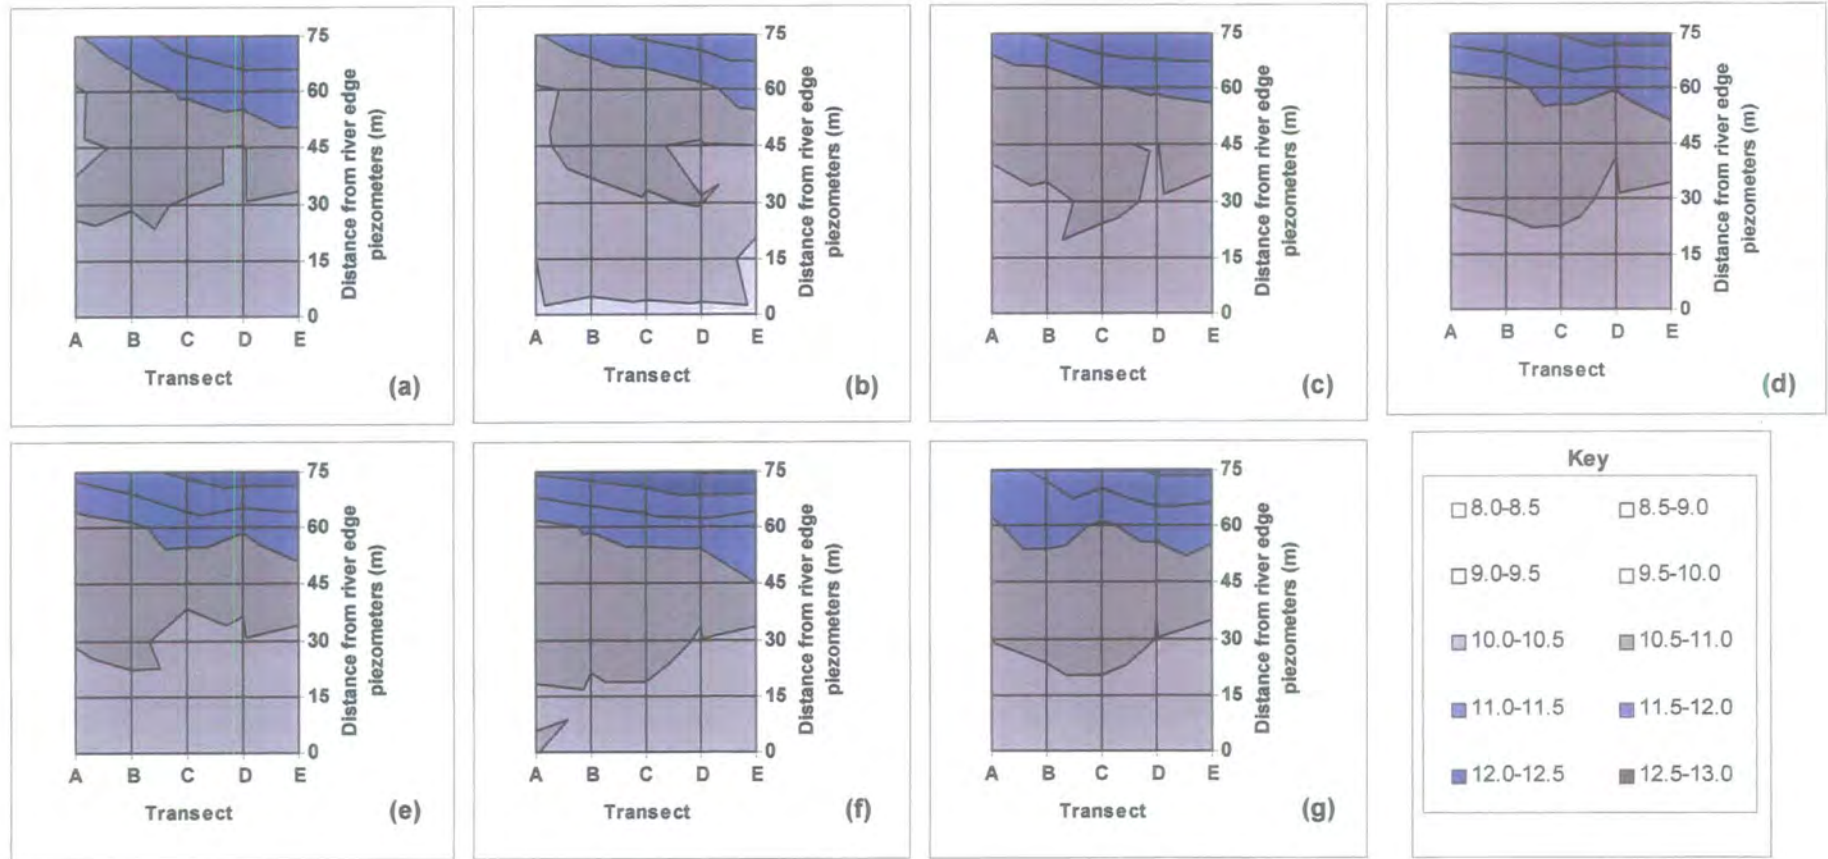 75
60
45
30
15
0
Distance from river edge
piezometers (m)
A B C D E
Transect
(a)
75
60
45
30
15
0
Distance from river edge
piezometers (m)
A B C D E
Transect
(b)
75
60
45
30
15
0
Distance from river edge
piezometers (m)
A B C D E
Transect
(c)
75
60
45
30
15
0
Distance from river edge
piezometers (m)
A B C D E
Transect
(d)
75
60
45
30
15
0
Distance from river edge
piezometers (m)
A B C D E
Transect
(e)
75
60
45
30
15
0
Distance from river edge
piezometers (m)
A B C D E
Transect
(f)
75
60
45
30
15
0
Distance from river edge
piezometers (m)
A B C D E
Transect
(g)
Key
8.0-8.5 8.5-9.0
9.0-9.5 9.5-10.0
10.0-10.5 10.5-11.0
11.0-11.5 11.5-12.0
12.0-12.5 12.5-13.0